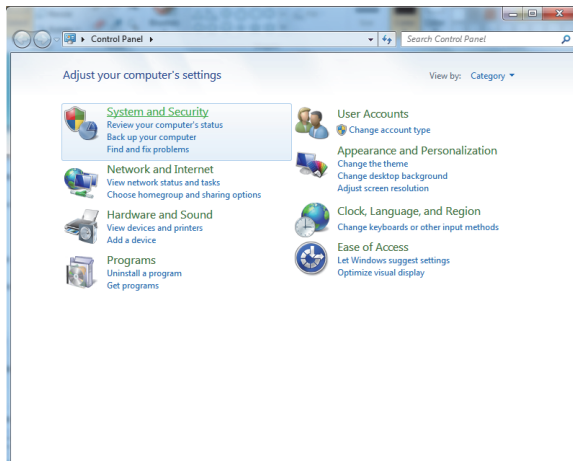 Control Panel
Search Control Panel
Adjust your computer's settings
View by: Category
System and Security
Review your computer's status
Back up your computer
Find and fix problems
Network and Internet
View network status and tasks
Choose homegroup and sharing options
Hardware and Sound
View devices and printers
Add a device
Programs
Uninstall a program
Get programs
User Accounts
Change account type
Appearance and Personalization
Change the theme
Change desktop background
Adjust screen resolution
Clock, Language, and Region
Change keyboards or other input methods
Ease of Access
Let Windows suggest settings
Optimize visual display